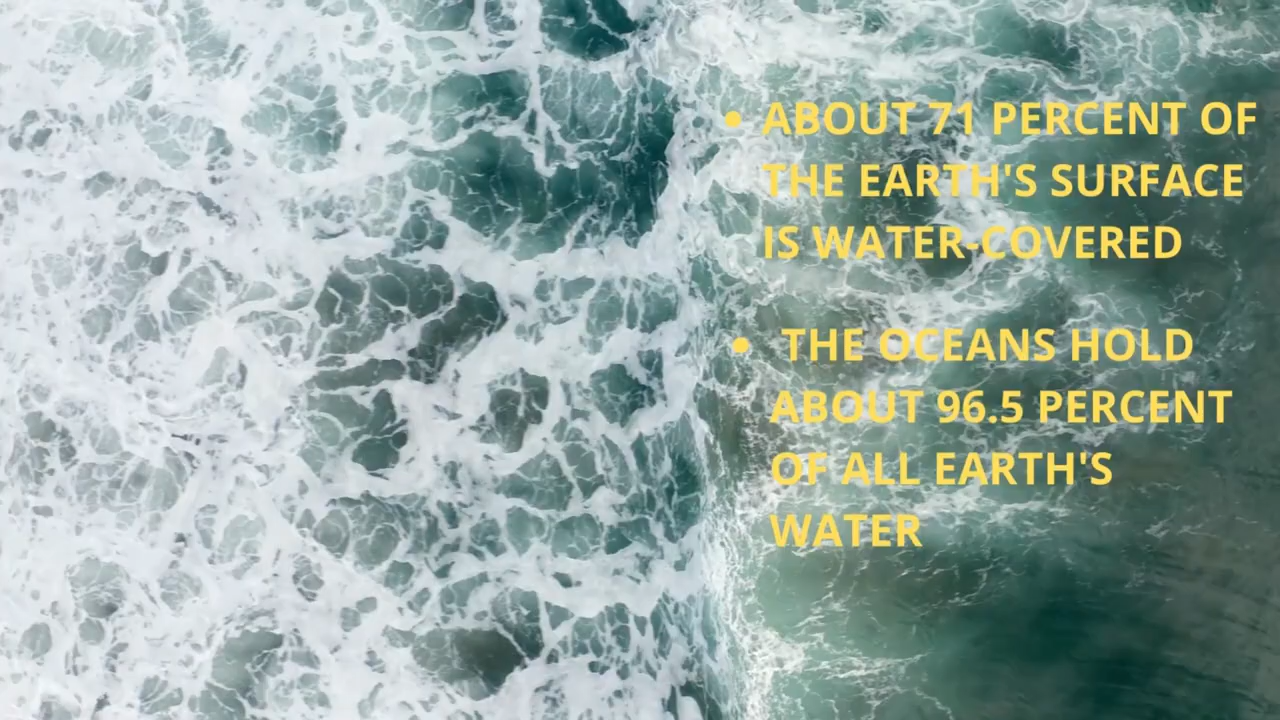 • ABOUT 71 PERCENT OF
THE EARTH'S SURFACE
IS WATER-COVERED
• THE OCEANS HOLD
ABOUT 96.5 PERCENT
OF ALL EARTH'S
WATER